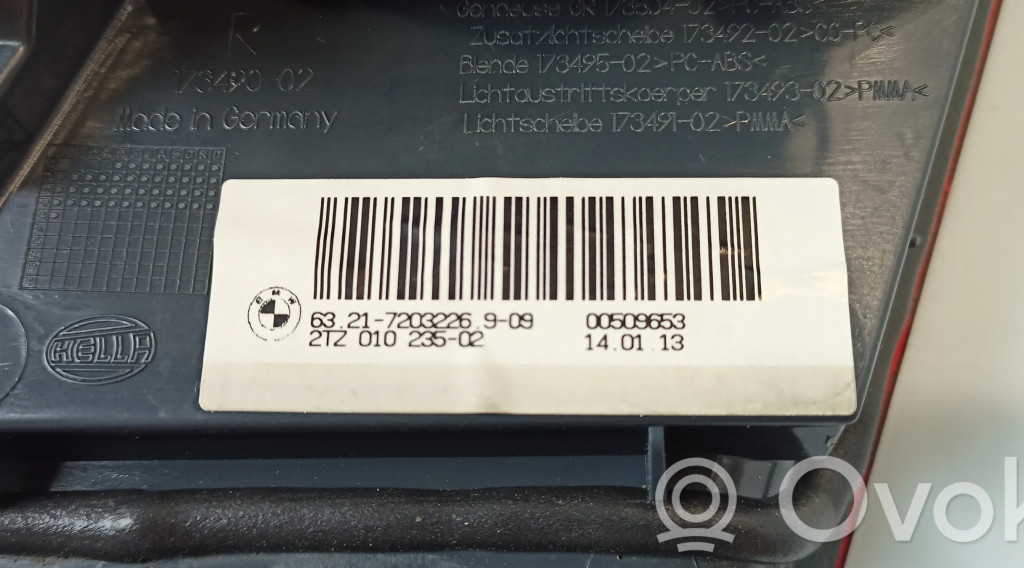 R
173490-02
Made in Germany
Zusatzlichtscheibe 173492-02>CO-PC<
Blende 173495-02>PC-ABS<
Lichtaustrittskoerper 173493-02>PMMA<
Lichtscheibe 173491-02>PMMA<
BMW
63.21-7203226.9-09 00509653
2TZ 010 235-02 14.01.13
HELLA
Ovok